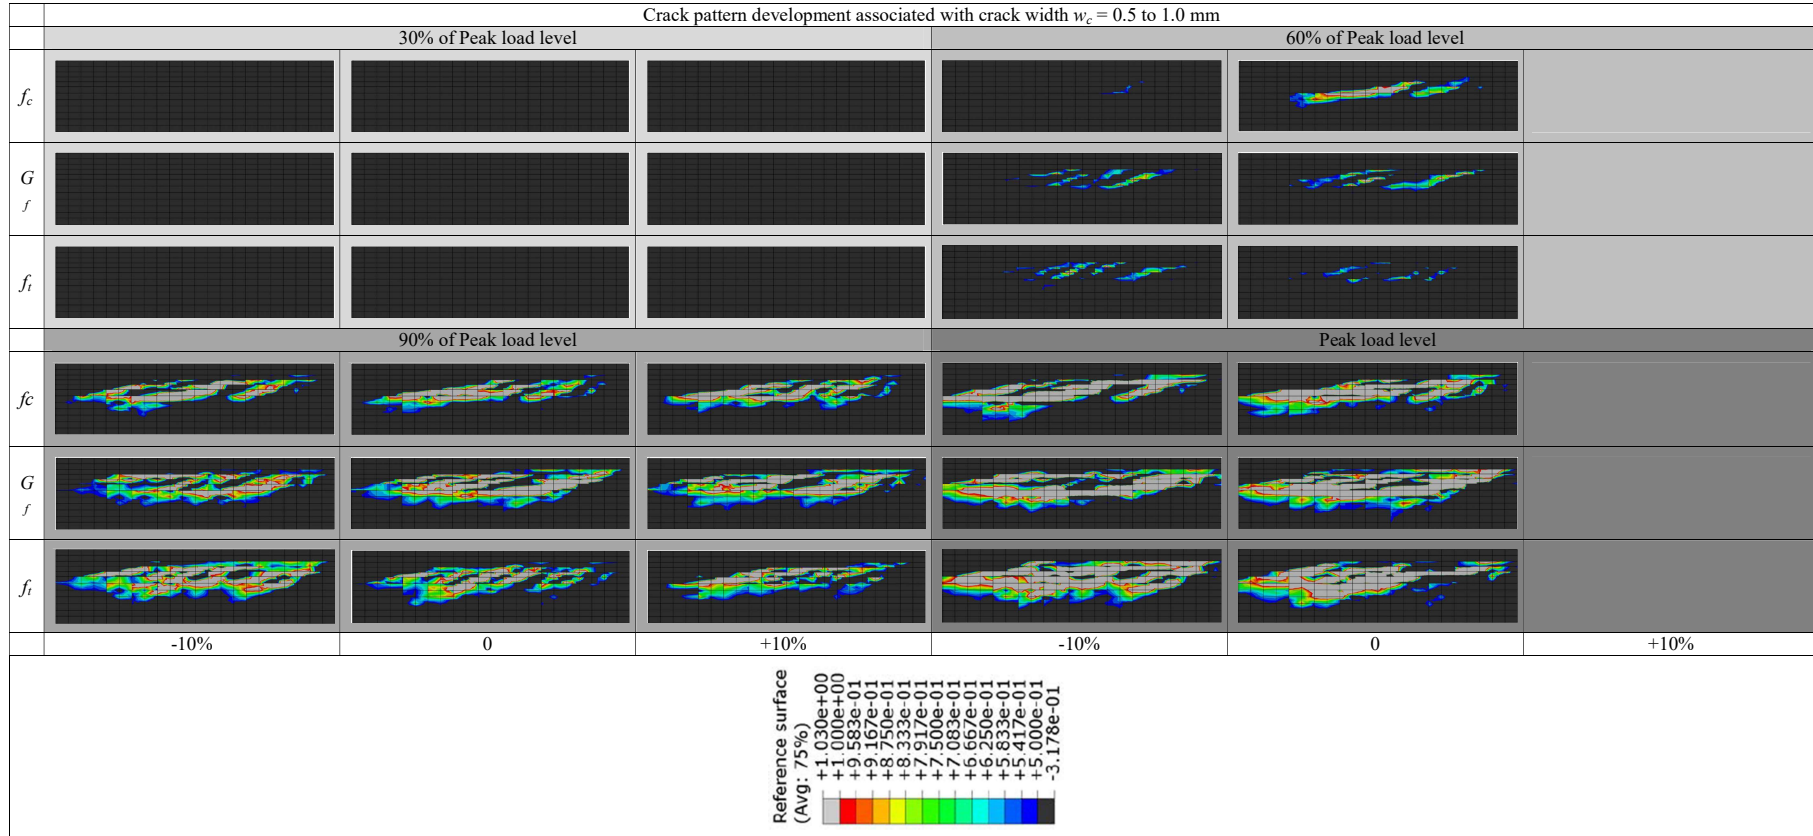 Crack pattern development associated with crack width wc = 0.5 to 1.0 mm
30% of Peak load level 60% of Peak load level
fc
G
f
ft
90% of Peak load level Peak load level
fc
G
f
ft
-10% 0 +10% -10% 0 +10%
Reference surface
(Avg: 75%)
+1.030e+00
+1.000e+00
+9.583e-01
+9.167e-01
+8.750e-01
+8.333e-01
+7.917e-01
+7.500e-01
+7.083e-01
+6.667e-01
+6.250e-01
+5.833e-01
+5.417e-01
+5.000e-01
-3.178e-01